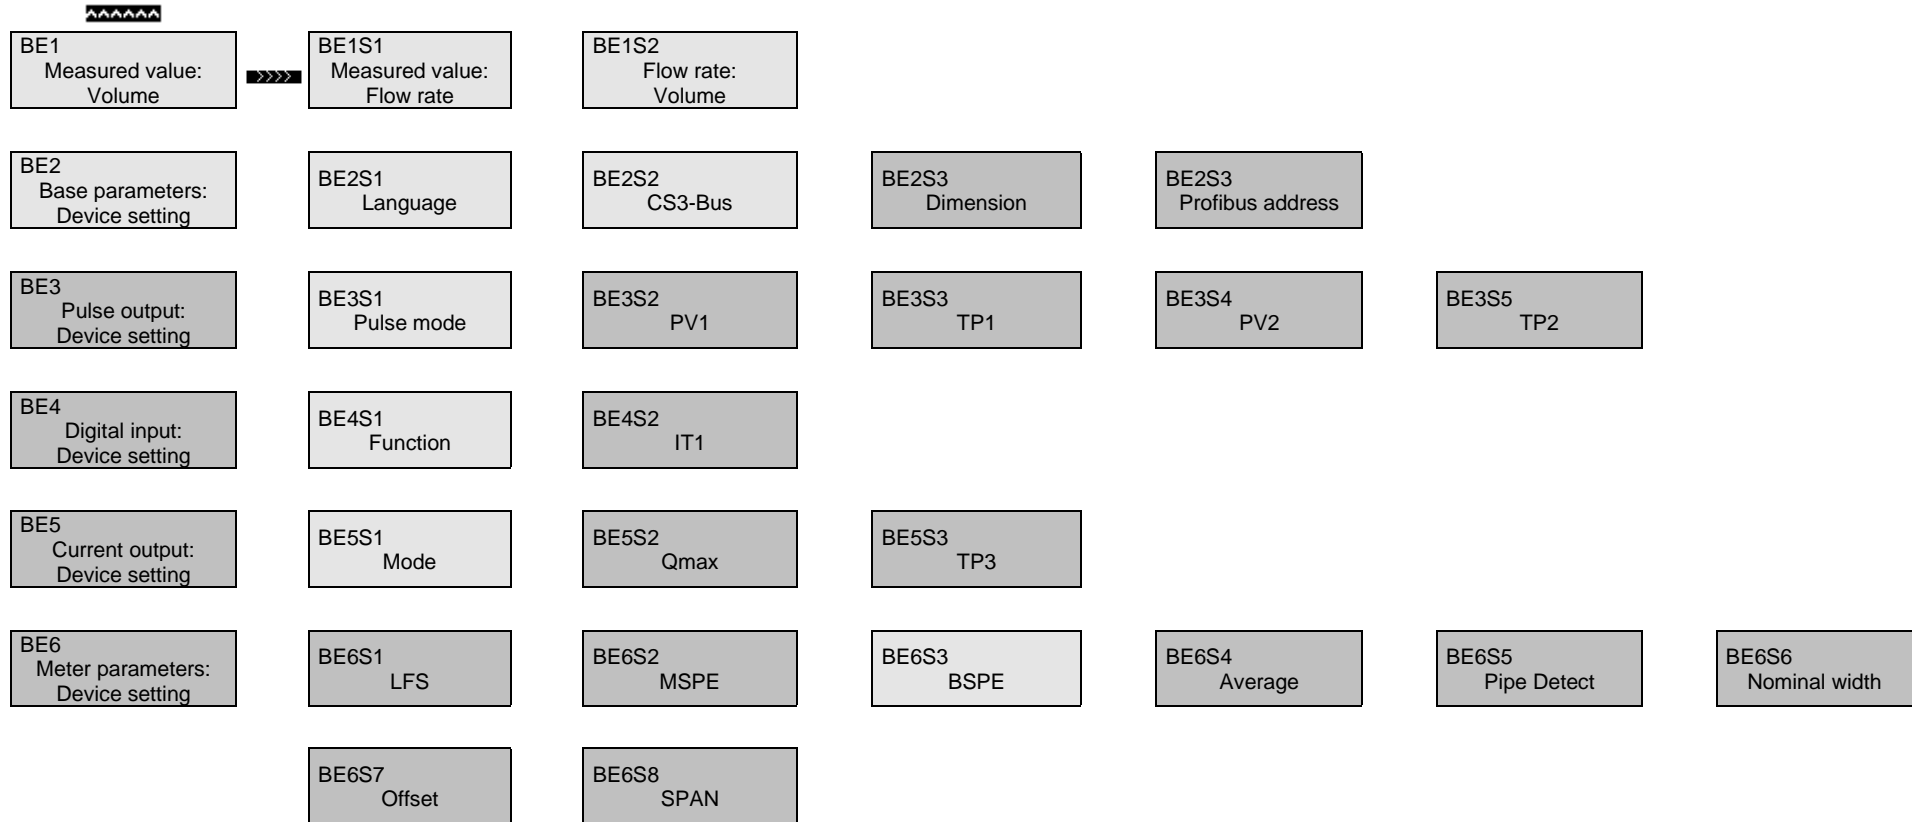 ^^^^^^
BE1
Measured value:
Volume
>>>>>
BE1S1
Measured value:
Flow rate
BE1S2
Flow rate:
Volume
BE2
Base parameters:
Device setting
BE2S1
Language
BE2S2
CS3-Bus
BE2S3
Dimension
BE2S3
Profibus address
BE3
Pulse output:
Device setting
BE3S1
Pulse mode
BE3S2
PV1
BE3S3
TP1
BE3S4
PV2
BE3S5
TP2
BE4
Digital input:
Device setting
BE4S1
Function
BE4S2
IT1
BE5
Current output:
Device setting
BE5S1
Mode
BE5S2
Qmax
BE5S3
TP3
BE6
Meter parameters:
Device setting
BE6S1
LFS
BE6S2
MSPE
BE6S3
BSPE
BE6S4
Average
BE6S5
Pipe Detect
BE6S6
Nominal width
BE6S7
Offset
BE6S8
SPAN